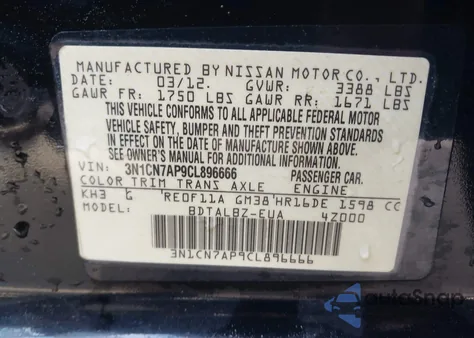 MANUFACTURED BY NISSAN MOTOR CO., LTD.
DATE: 03/12. GVWR: 3388 LBS
GAWR FR: 1750 LBS GAWR RR: 1671 LBS
THIS VEHICLE CONFORMS TO ALL APPLICABLE FEDERAL MOTOR
VEHICLE SAFETY, BUMPER AND THEFT PREVENTION STANDARDS
IN EFFECT ON THE DATE OF MANUFACTURE SHOWN ABOVE.
SEE OWNER'S MANUAL FOR ADDITIONAL INFORMATION.
VIN: 3N1CN7AP9CL896666 PASSENGER CAR.
COLOR TRIM TRANS AXLE ENGINE
KH3 G RE0F11A GM38 HR16DE 1598 CC
BDTALBZ-EUA 4Z000
3N1CN7AP9CL896666
AutoSnap